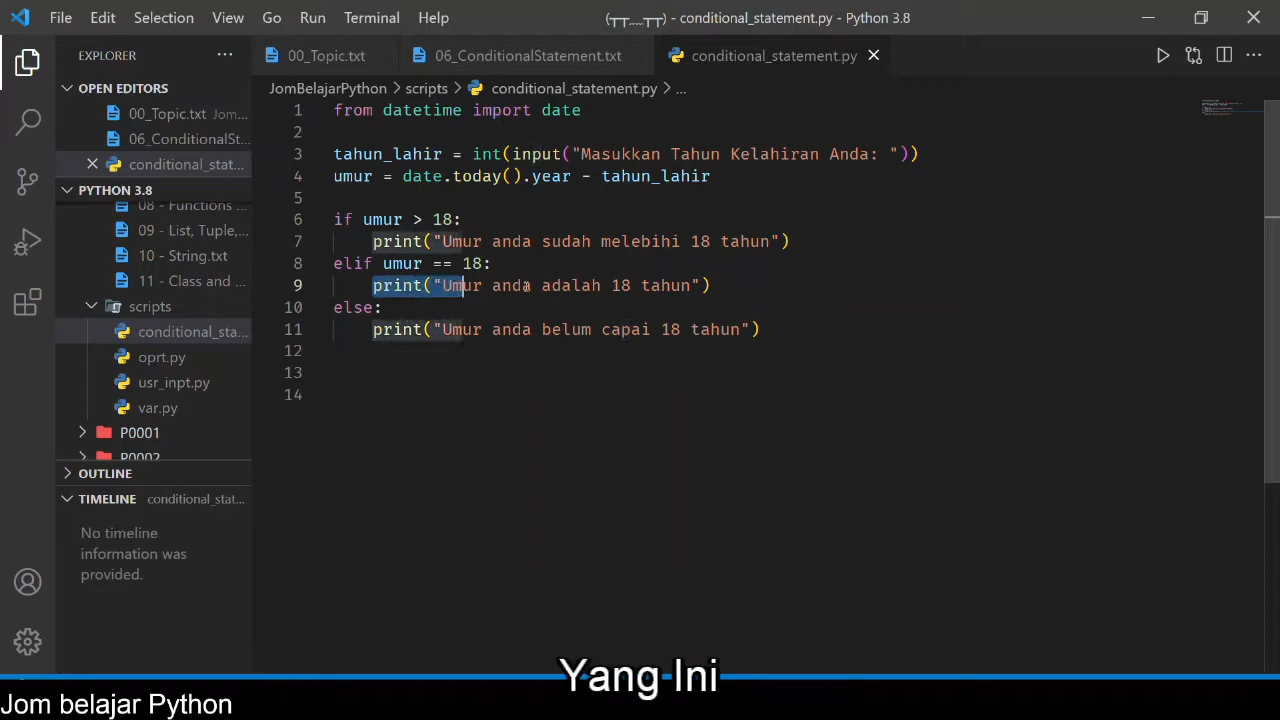 File Edit Selection View Go Run Terminal Help (┬┬﹏┬┬) - conditional_statement.py - Python 3.8
EXPLORER ... 00_Topic.txt 06_ConditionalStatement.txt conditional_statement.py
OPEN EDITORS
00_Topic.txt Jom...
06_ConditionalSt...
conditional_stat...
PYTHON 3.8
08 - Functions
09 - List, Tuple,...
10 - String.txt
11 - Class and ...
scripts
conditional_sta...
oprt.py
usr_inpt.py
var.py
P0001
P0002
OUTLINE
TIMELINE conditional_stat...
No timeline
information was
provided.
JomBelajarPython > scripts > conditional_statement.py > ...
1 from datetime import date
2
3 tahun_lahir = int(input("Masukkan Tahun Kelahiran Anda: "))
4 umur = date.today().year - tahun_lahir
5
6 if umur > 18:
7 print("Umur anda sudah melebihi 18 tahun")
8 elif umur == 18:
9 print("Umur anda adalah 18 tahun")
10 else:
11 print("Umur anda belum capai 18 tahun")
12
13
14
Yang Ini
Jom belajar Python